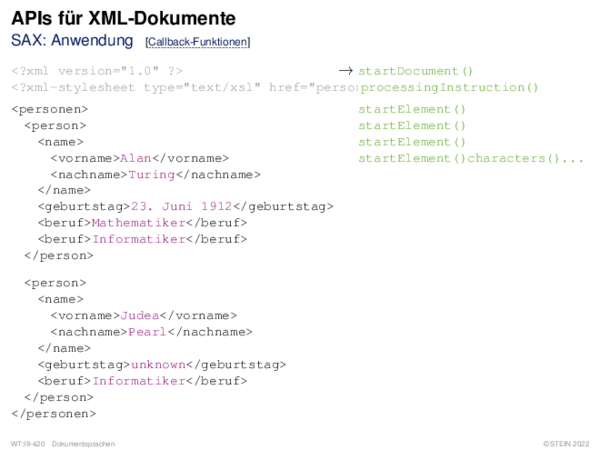 APIs für XML-Dokumente
SAX: Anwendung [Callback-Funktionen]
<?xml version="1.0" ?> → startDocument()
<?xml-stylesheet type="text/xsl" href="perso processingInstruction()
<personen> startElement()
<person> startElement()
<name> startElement()
<vorname>Alan</vorname> startElement()characters()...
<nachname>Turing</nachname>
</name>
<geburtstag>23. Juni 1912</geburtstag>
<beruf>Mathematiker</beruf>
<beruf>Informatiker</beruf>
</person>
<person>
<name>
<vorname>Judea</vorname>
<nachname>Pearl</nachname>
</name>
<geburtstag>unknown</geburtstag>
<beruf>Informatiker</beruf>
</person>
</personen>
WT:III-420 Dokumentsprachen ©STEIN 2022